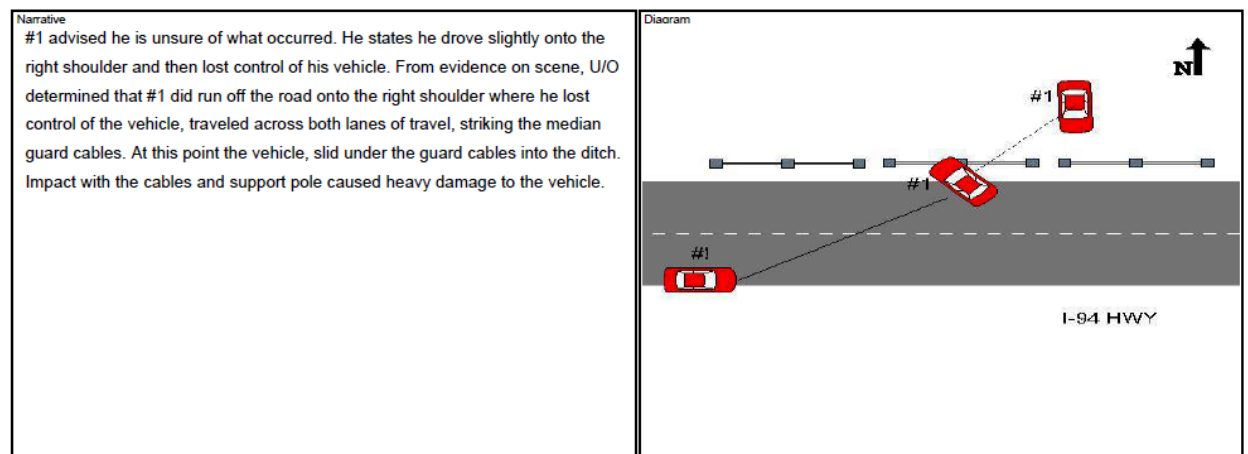 Narrative
#1 advised he is unsure of what occurred. He states he drove slightly onto the
right shoulder and then lost control of his vehicle. From evidence on scene, U/O
determined that #1 did run off the road onto the right shoulder where he lost
control of the vehicle, traveled across both lanes of travel, striking the median
guard cables. At this point the vehicle, slid under the guard cables into the ditch.
Impact with the cables and support pole caused heavy damage to the vehicle.
Diagram
N
#1
#1
#1
I-94 HWY